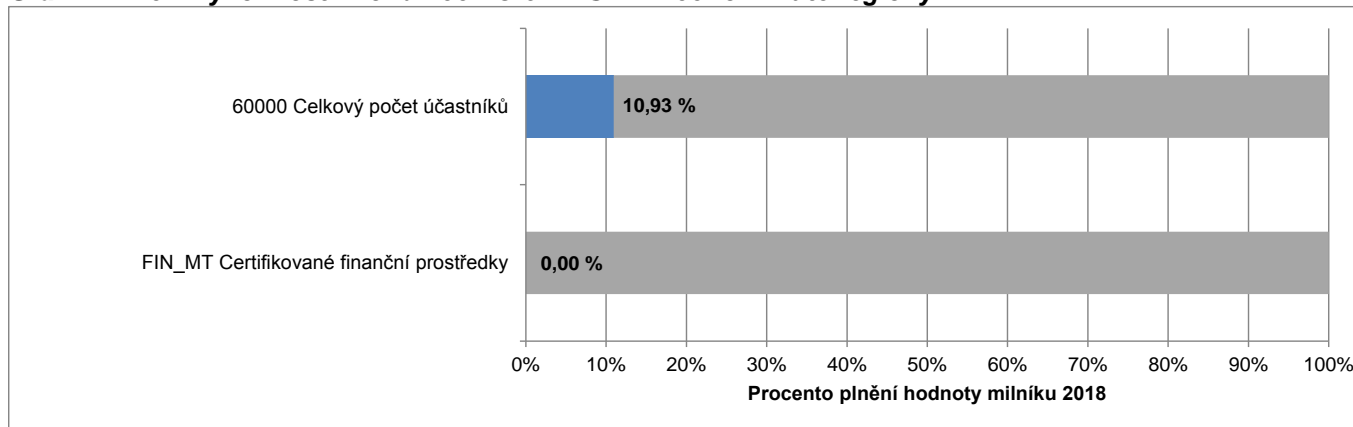 60000 Celkový počet účastníků
10,93 %
FIN_MT Certifikované finanční prostředky
0,00 %
0% 10% 20% 30% 40% 50% 60% 70% 80% 90% 100%
Procento plnění hodnoty milníku 2018